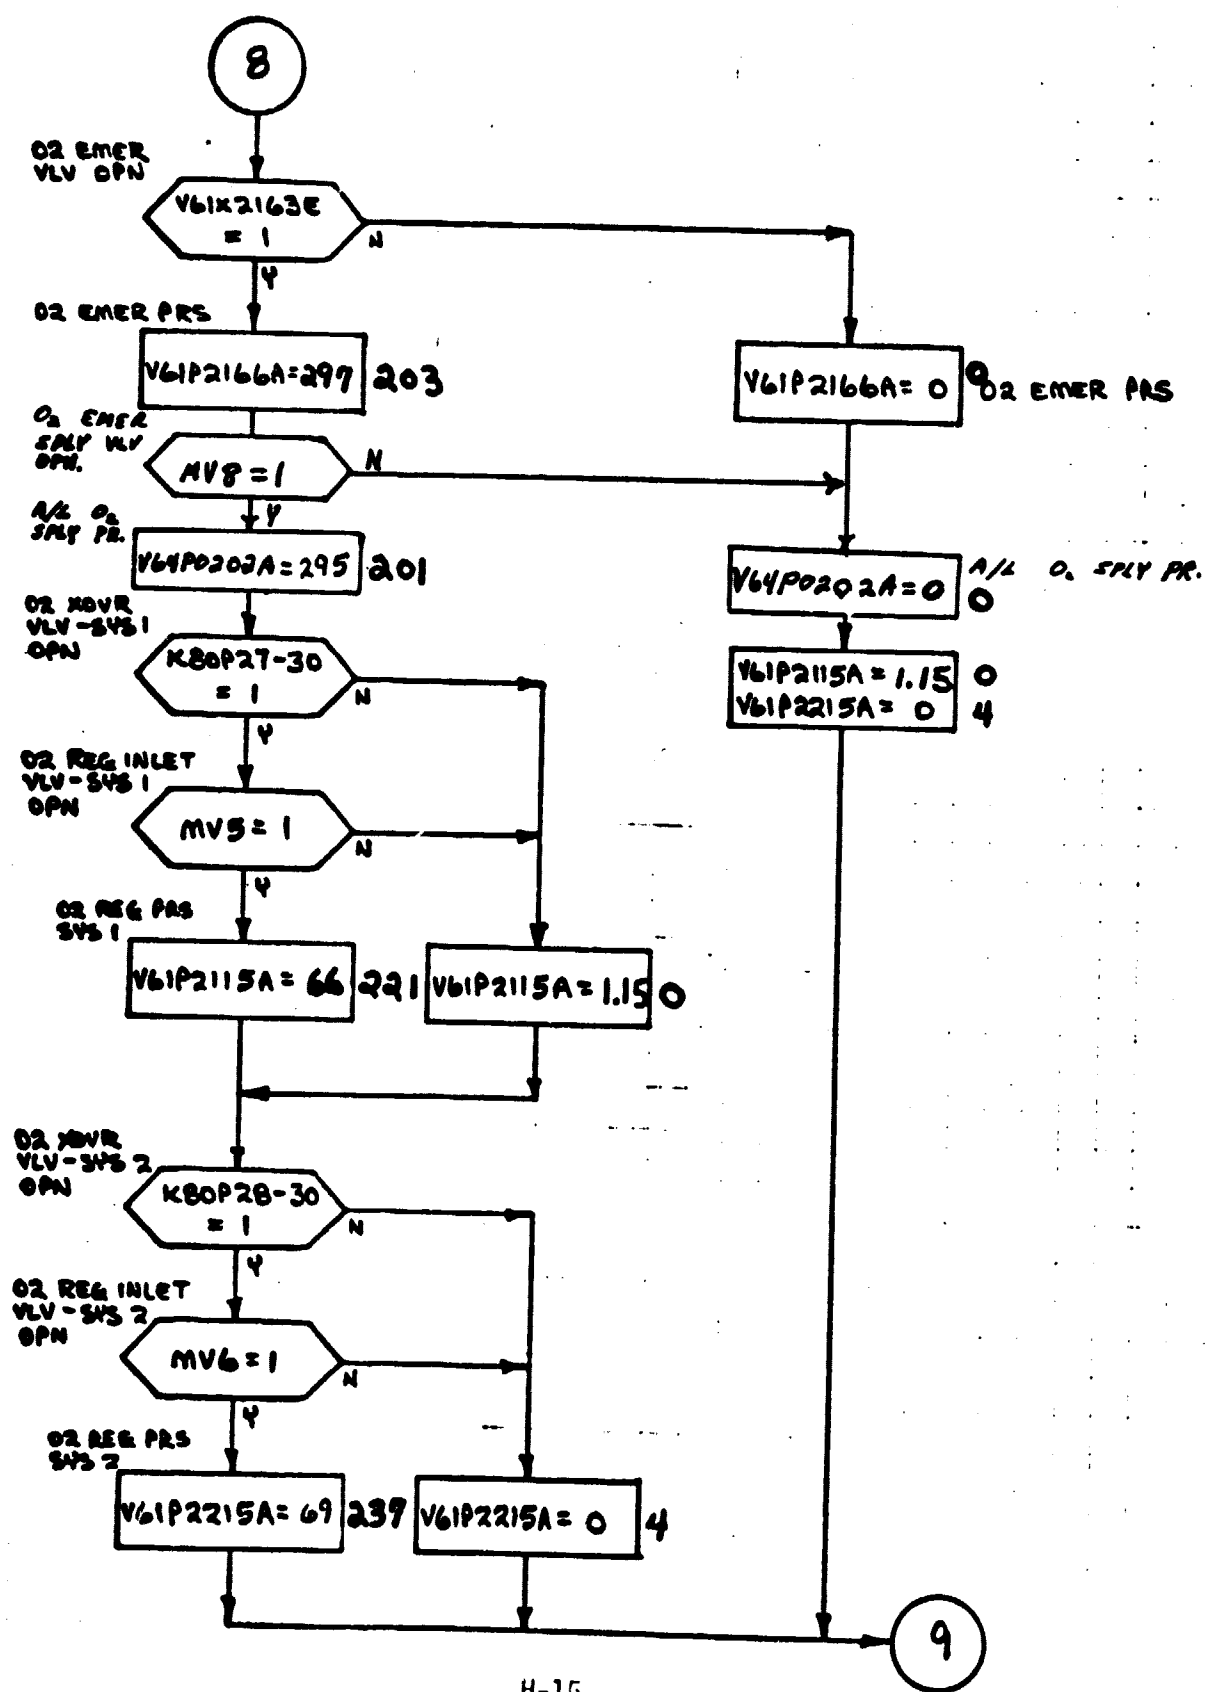 8
O2 EMER
VLV OPN
V61X2163E
= 1
N
Y
O2 EMER PRS
V61P2166A=297 203
V61P2166A= 0 0
O2 EMER PRS
O2 EMER
SPLY VLV
OPN.
MV8=1
N
Y
A/L O2
SPLY PR.
V64P0202A=295 201
V64P0202A=0 0
A/L O2 SPLY PR.
V61P2115A=1.15 0
V61P2215A= 0 4
O2 XOVR
VLV-SYS 1
OPN
K80P27-30
= 1
N
Y
O2 REG INLET
VLV-SYS 1
OPN
MV5=1
N
Y
O2 REG PRS
SYS 1
V61P2115A= 66 221
V61P2115A=1.15 0
O2 XOVR
VLV-SYS 2
OPN
K80P28-30
= 1
N
Y
O2 REG INLET
VLV-SYS 2
OPN
MV6=1
N
Y
O2 REG PRS
SYS 2
V61P2215A= 69 237
V61P2215A= 0 4
9